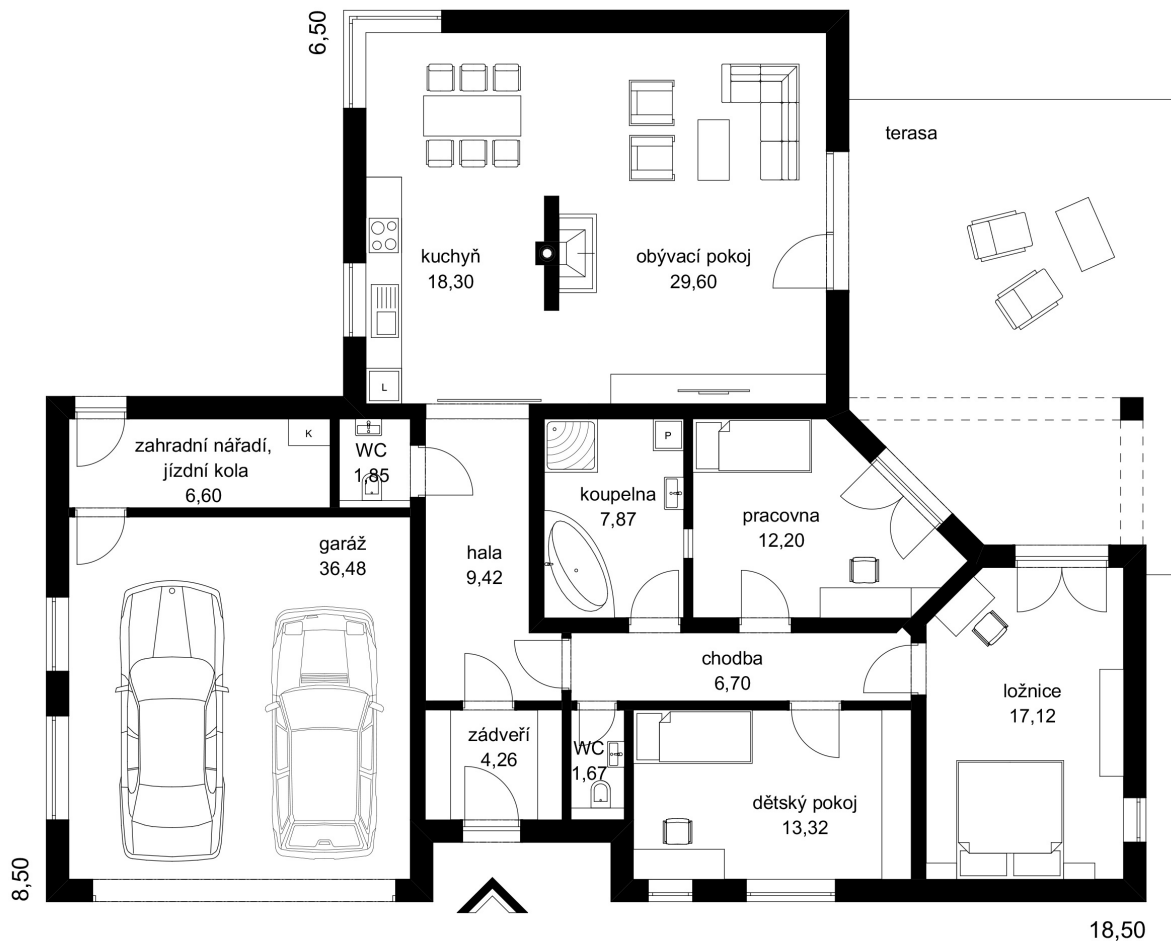 6,50
terasa
kuchyň
18,30
obývací pokoj
29,60
L
zahradní nářadí,
jízdní kola
6,60
K
WC
1,85
P
koupelna
7,87
pracovna
12,20
garáž
36,48
hala
9,42
chodba
6,70
ložnice
17,12
zádveří
4,26
WC
1,67
dětský pokoj
13,32
8,50
18,50